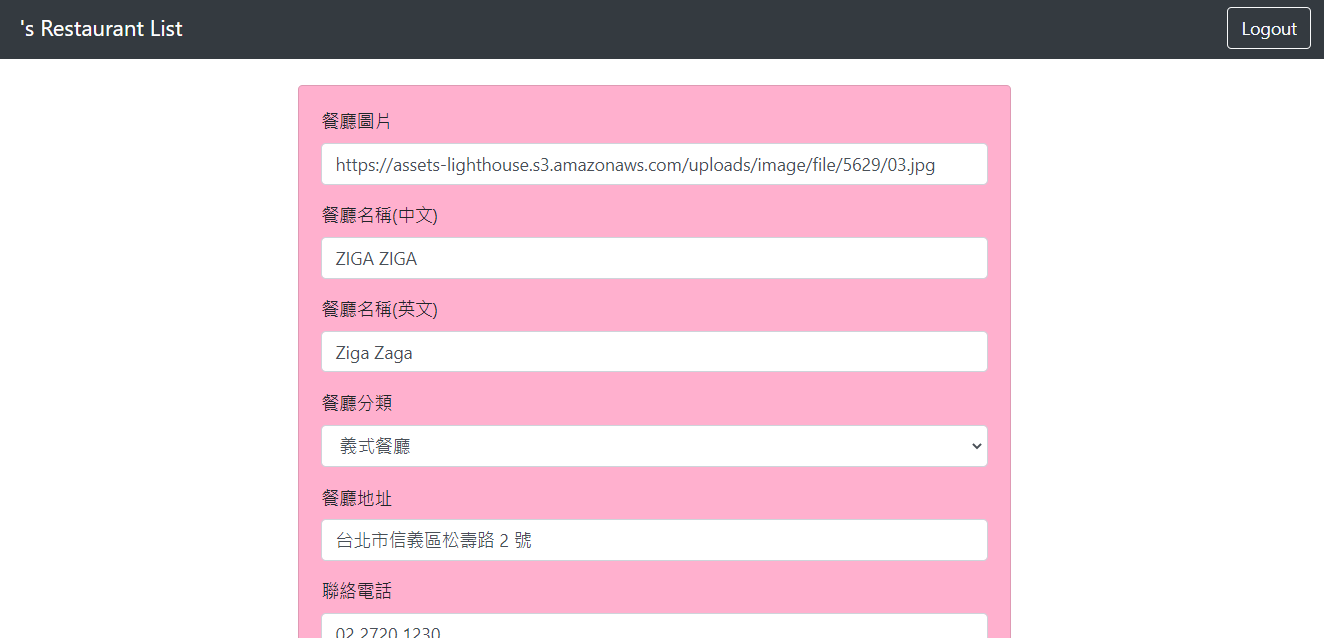 's Restaurant List
Logout
餐廳圖片
https://assets-lighthouse.s3.amazonaws.com/uploads/image/file/5629/03.jpg
餐廳名稱(中文)
ZIGA ZIGA
餐廳名稱(英文)
Ziga Zaga
餐廳分類
義式餐廳
餐廳地址
台北市信義區松壽路 2 號
聯絡電話
02 2720 1230